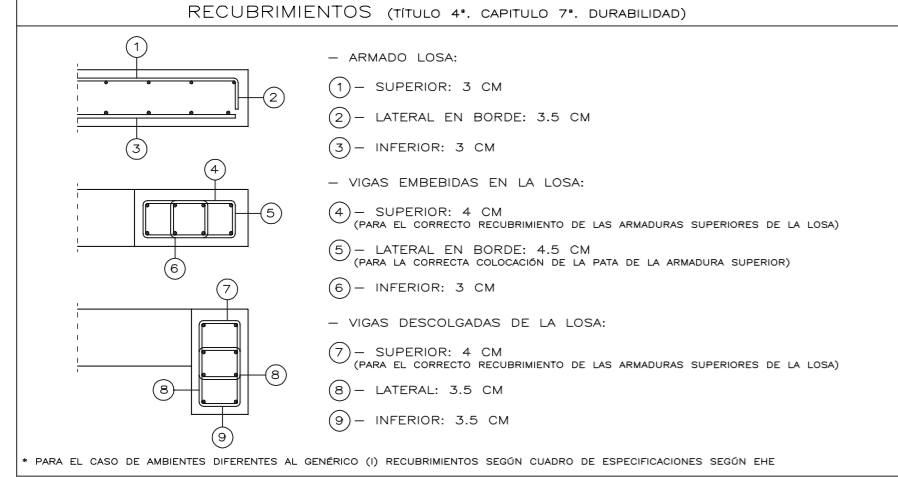 RECUBRIMIENTOS (TÍTULO 4º. CAPITULO 7º. DURABILIDAD)
1
2
3
4
5
6
7
8
8
9
– ARMADO LOSA:
1 – SUPERIOR: 3 CM
2 – LATERAL EN BORDE: 3.5 CM
3 – INFERIOR: 3 CM
– VIGAS EMBEBIDAS EN LA LOSA:
4 – SUPERIOR: 4 CM
(PARA EL CORRECTO RECUBRIMIENTO DE LAS ARMADURAS SUPERIORES DE LA LOSA)
5 – LATERAL EN BORDE: 4.5 CM
(PARA LA CORRECTA COLOCACIÓN DE LA PATA DE LA ARMADURA SUPERIOR)
6 – INFERIOR: 3 CM
– VIGAS DESCOLGADAS DE LA LOSA:
7 – SUPERIOR: 4 CM
(PARA EL CORRECTO RECUBRIMIENTO DE LAS ARMADURAS SUPERIORES DE LA LOSA)
8 – LATERAL: 3.5 CM
9 – INFERIOR: 3.5 CM
* PARA EL CASO DE AMBIENTES DIFERENTES AL GENÉRICO (I) RECUBRIMIENTOS SEGÚN CUADRO DE ESPECIFICACIONES SEGÚN EHE